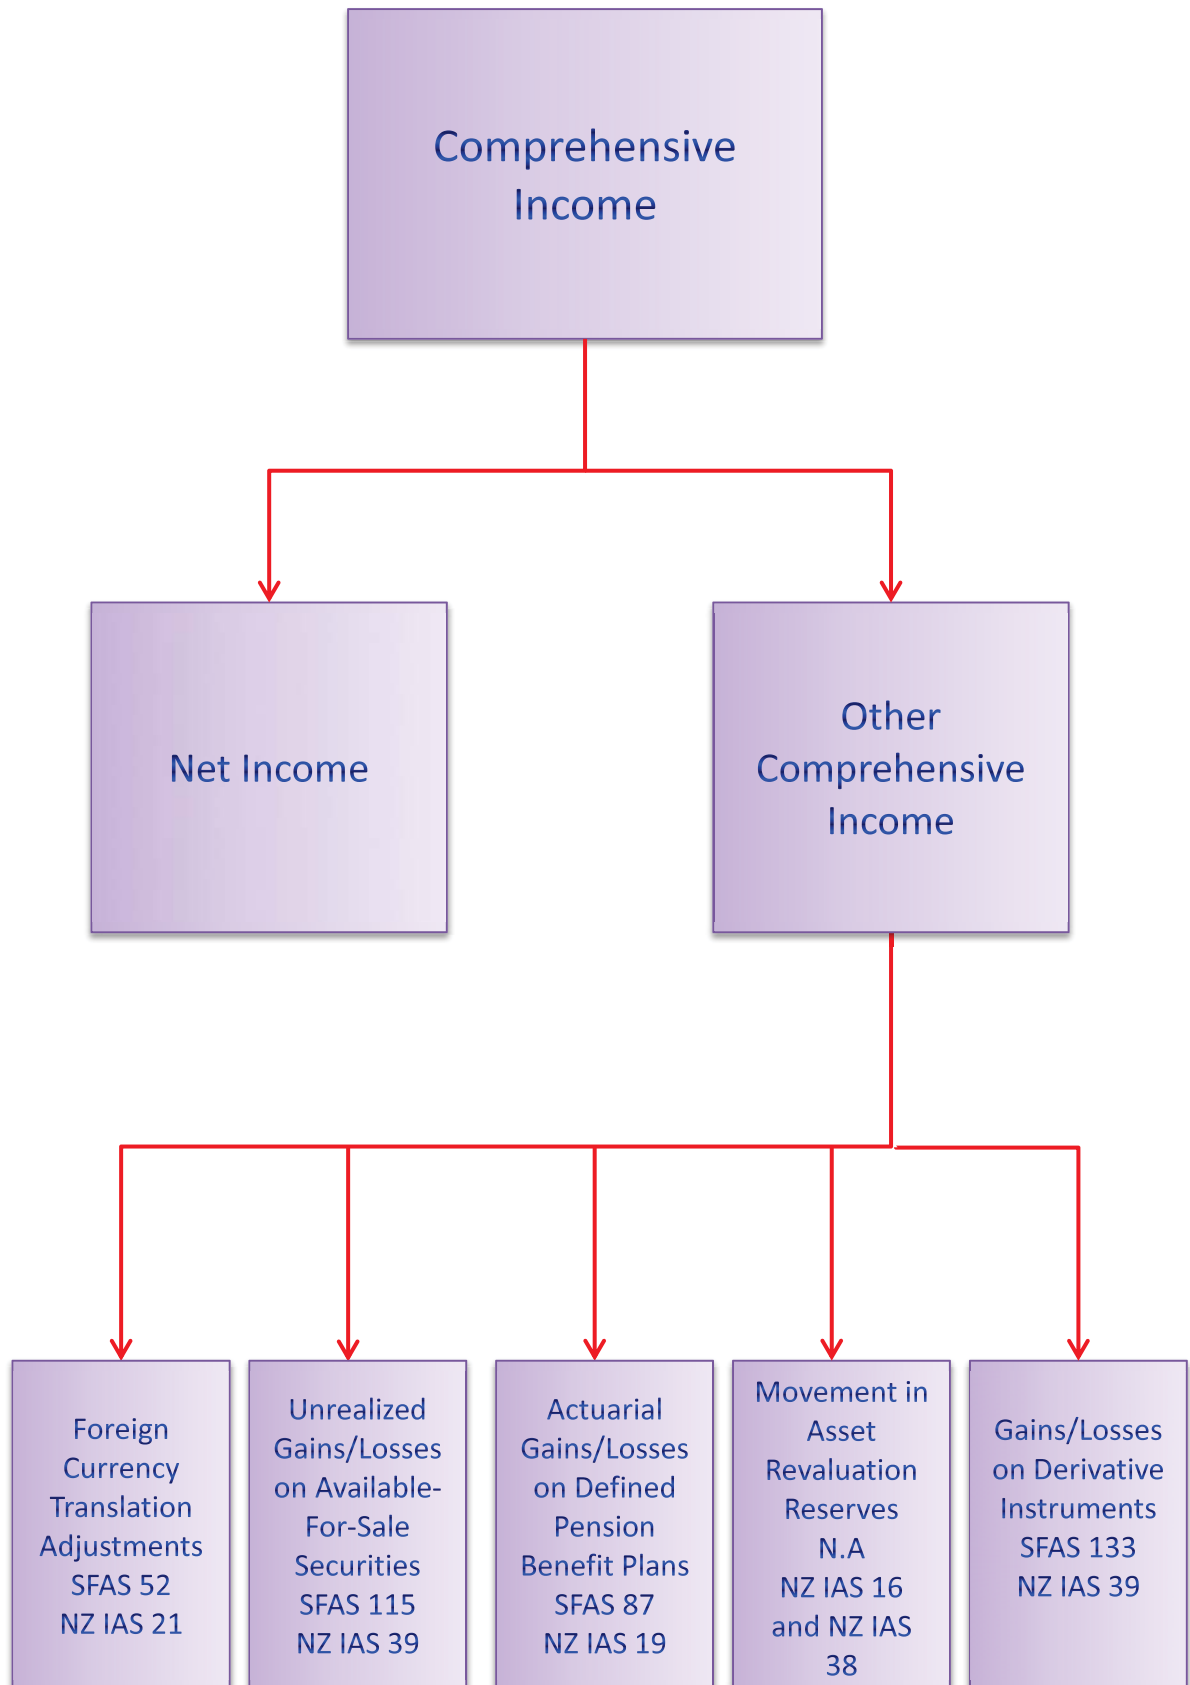 Comprehensive
Income
Net Income
Other
Comprehensive
Income
Foreign
Currency
Translation
Adjustments
SFAS 52
NZ IAS 21
Unrealized
Gains/Losses
on Available-
For-Sale
Securities
SFAS 115
NZ IAS 39
Actuarial
Gains/Losses
on Defined
Pension
Benefit Plans
SFAS 87
NZ IAS 19
Movement in
Asset
Revaluation
Reserves
N.A
NZ IAS 16
and NZ IAS
38
Gains/Losses
on Derivative
Instruments
SFAS 133
NZ IAS 39